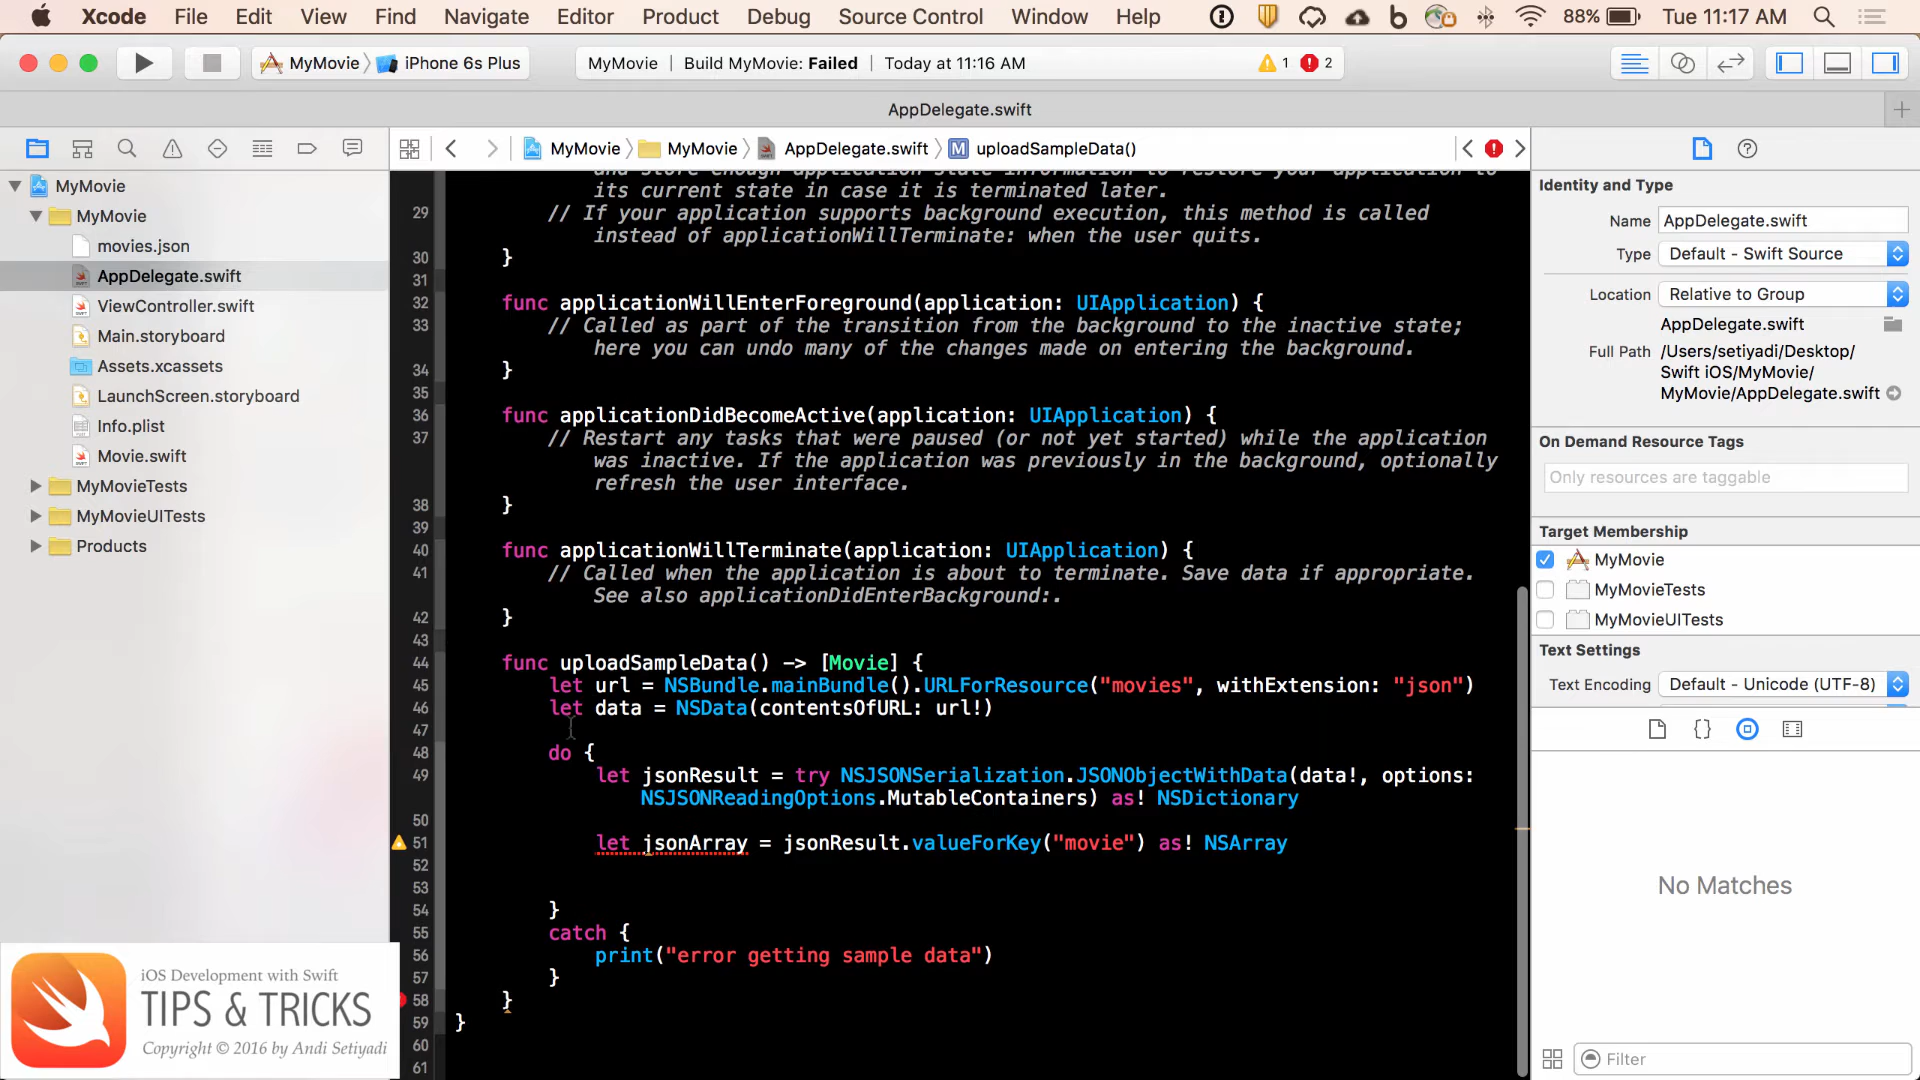 Xcode File Edit View Find Navigate Editor Product Debug Source Control Window Help 88% Tue 11:17 AM
MyMovie iPhone 6s Plus MyMovie | Build MyMovie: Failed | Today at 11:16 AM 1 2
AppDelegate.swift
MyMovie MyMovie AppDelegate.swift M uploadSampleData()
MyMovie
MyMovie
movies.json
AppDelegate.swift
ViewController.swift
Main.storyboard
Assets.xcassets
LaunchScreen.storyboard
Info.plist
Movie.swift
MyMovieTests
MyMovieUITests
Products
and store enough application state information to restore your application to
its current state in case it is terminated later.
29 // If your application supports background execution, this method is called
instead of applicationWillTerminate: when the user quits.
30 }
31
32 func applicationWillEnterForeground(application: UIApplication) {
33 // Called as part of the transition from the background to the inactive state;
here you can undo many of the changes made on entering the background.
34 }
35
36 func applicationDidBecomeActive(application: UIApplication) {
37 // Restart any tasks that were paused (or not yet started) while the application
was inactive. If the application was previously in the background, optionally
refresh the user interface.
38 }
39
40 func applicationWillTerminate(application: UIApplication) {
41 // Called when the application is about to terminate. Save data if appropriate.
See also applicationDidEnterBackground:.
42 }
43
44 func uploadSampleData() -> [Movie] {
45 let url = NSBundle.mainBundle().URLForResource("movies", withExtension: "json")
46 let data = NSData(contentsOfURL: url!)
47
48 do {
49 let jsonResult = try NSJSONSerialization.JSONObjectWithData(data!, options:
NSJSONReadingOptions.MutableContainers) as! NSDictionary
50
51 let jsonArray = jsonResult.valueForKey("movie") as! NSArray
52
53
54 }
55 catch {
56 print("error getting sample data")
57 }
58 }
59 }
60
61
Identity and Type
Name AppDelegate.swift
Type Default - Swift Source
Location Relative to Group
AppDelegate.swift
Full Path /Users/setiyadi/Desktop/
Swift iOS/MyMovie/
MyMovie/AppDelegate.swift
On Demand Resource Tags
Only resources are taggable
Target Membership
MyMovie
MyMovieTests
MyMovieUITests
Text Settings
Text Encoding Default - Unicode (UTF-8)
No Matches
Filter
iOS Development with Swift
TIPS & TRICKS
Copyright © 2016 by Andi Setiyadi